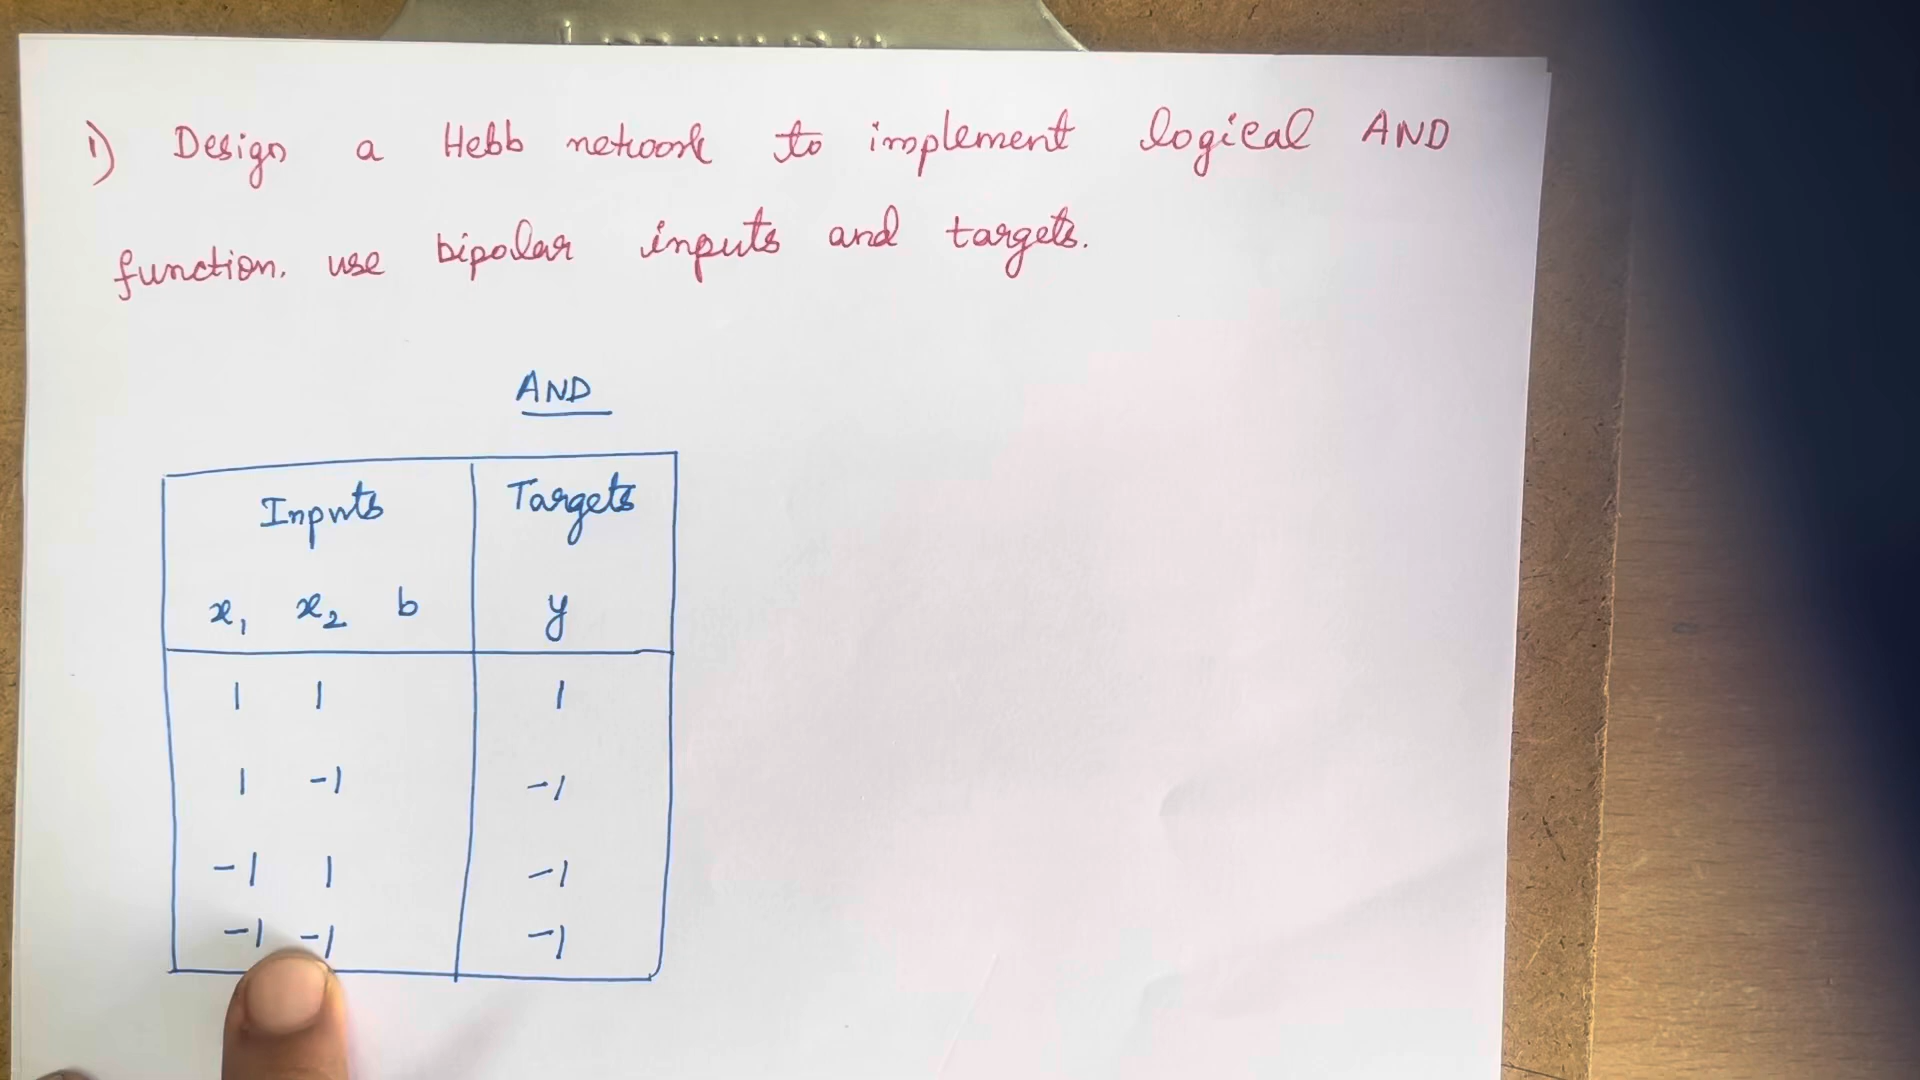 1) Design a Hebb network to implement logical AND
function. use bipolar inputs and targets.
AND
Inputs Targets
x₁ x₂ b y
1 1 1
1 -1 -1
-1 1 -1
-1 -1 -1